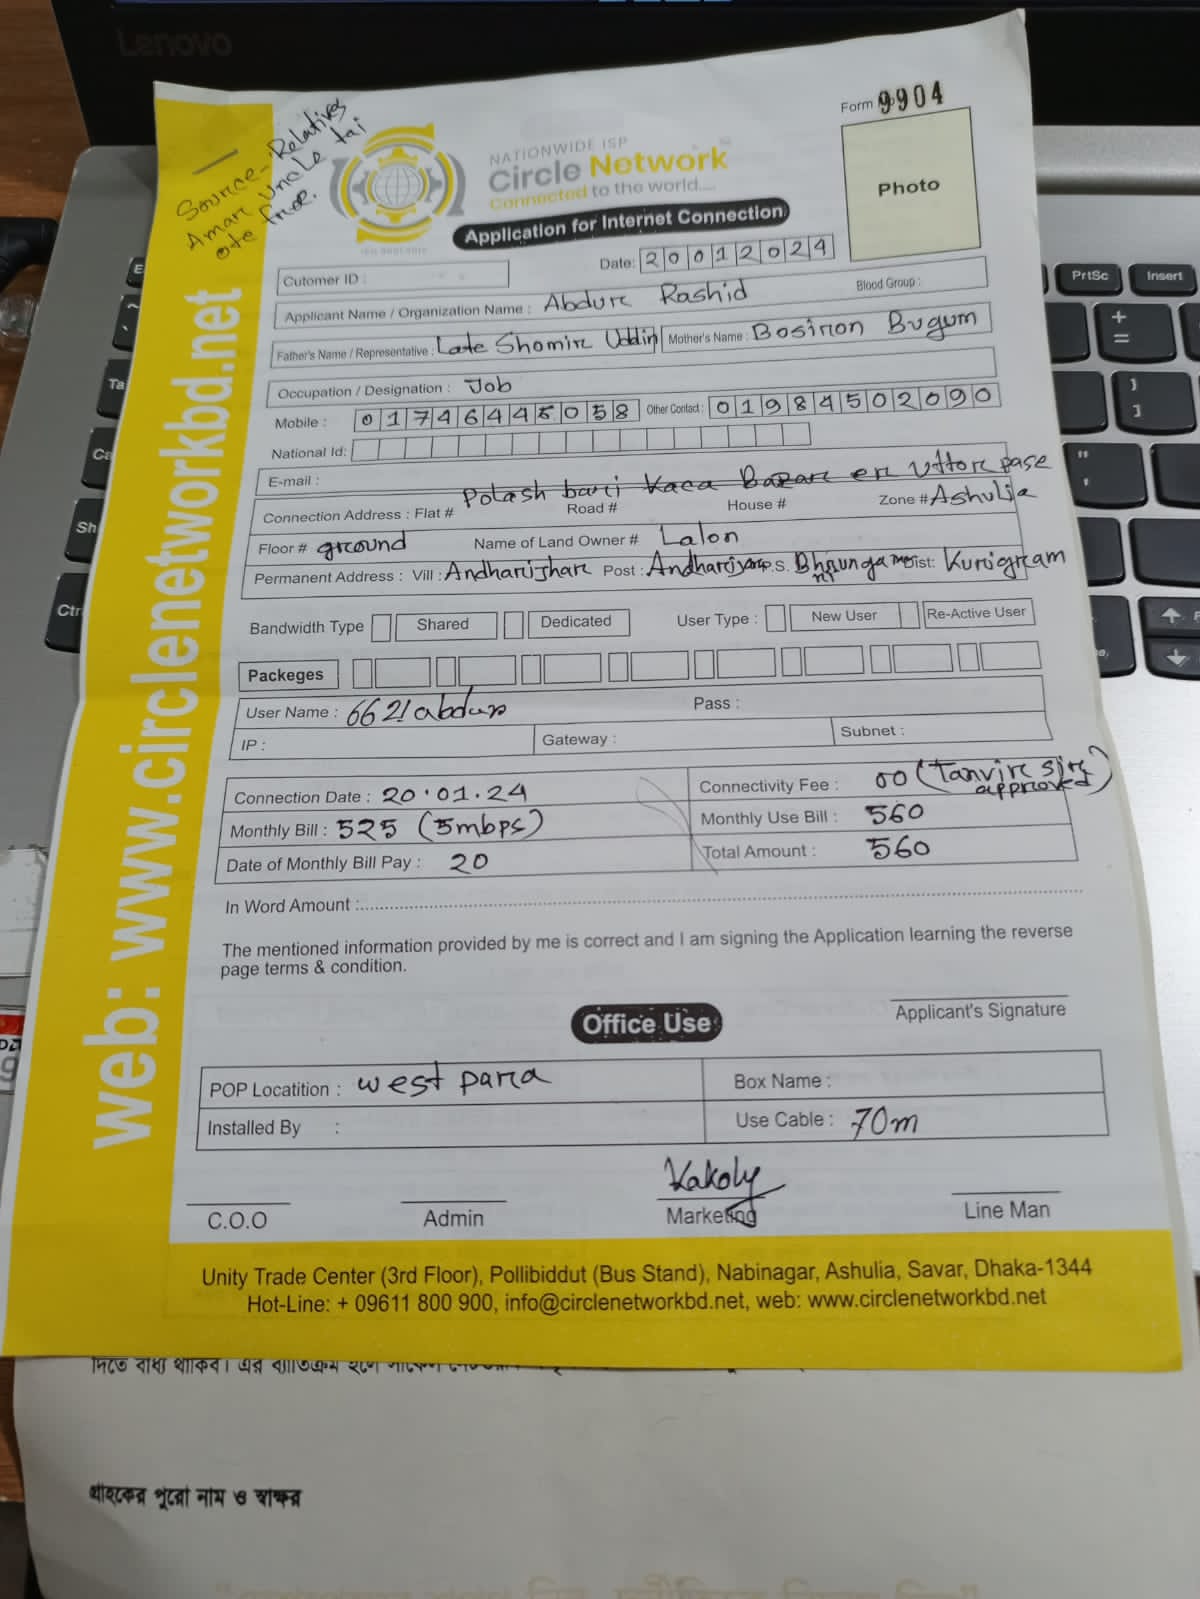 Lenovo
Source- Relatives
Amar Uncle tai
ote free.
Form 9904
NATIONWIDE ISP
Circle Network
Connected to the world....
Application for Internet Connection
Photo
Date: 20012024
Cutomer ID :
Applicant Name / Organization Name : Abdur Rashid Blood Group :
Father's Name / Representative : Late Shomir Uddin Mother's Name : Bosiron Bugum
Occupation / Designation : Job
Mobile : 01746445058 Other Contact : 01984502090
National Id:
E-mail :
Polash bari Kaca Bazar er Uttor pase
Connection Address : Flat # Road # House # Zone # Ashulia
Floor # ground Name of Land Owner # Lalon
Permanent Address : Vill : Andharijhar Post : P.S. Dist: Kurigram
Bandwidth Type Shared Dedicated User Type : New User Re-Active User
Packeges
User Name : 6621abdur Pass :
IP : Gateway : Subnet :
Connection Date : 20.01.24 Connectivity Fee : 00 (Tanvir sir approved)
Monthly Bill : 525 (5mbps) Monthly Use Bill : 560
Date of Monthly Bill Pay : 20 Total Amount : 560
In Word Amount :
The mentioned information provided by me is correct and I am signing the Application learning the reverse
page terms & condition.
Applicant's Signature
Office Use
POP Locatition : west para Box Name :
Installed By : Use Cable : 70m
Kakoly
C.O.O Admin Marketing Line Man
Unity Trade Center (3rd Floor), Pollibiddut (Bus Stand), Nabinagar, Ashulia, Savar, Dhaka-1344
Hot-Line: + 09611 800 900, info@circlenetworkbd.net, web: www.circlenetworkbd.net
web: www.circlenetworkbd.net
দিতে বাধ্য থাকিব। এর ব্যাতিক্রম হলে
গ্রাহকের পুরো নাম ও স্বাক্ষর
PrtSc
Insert